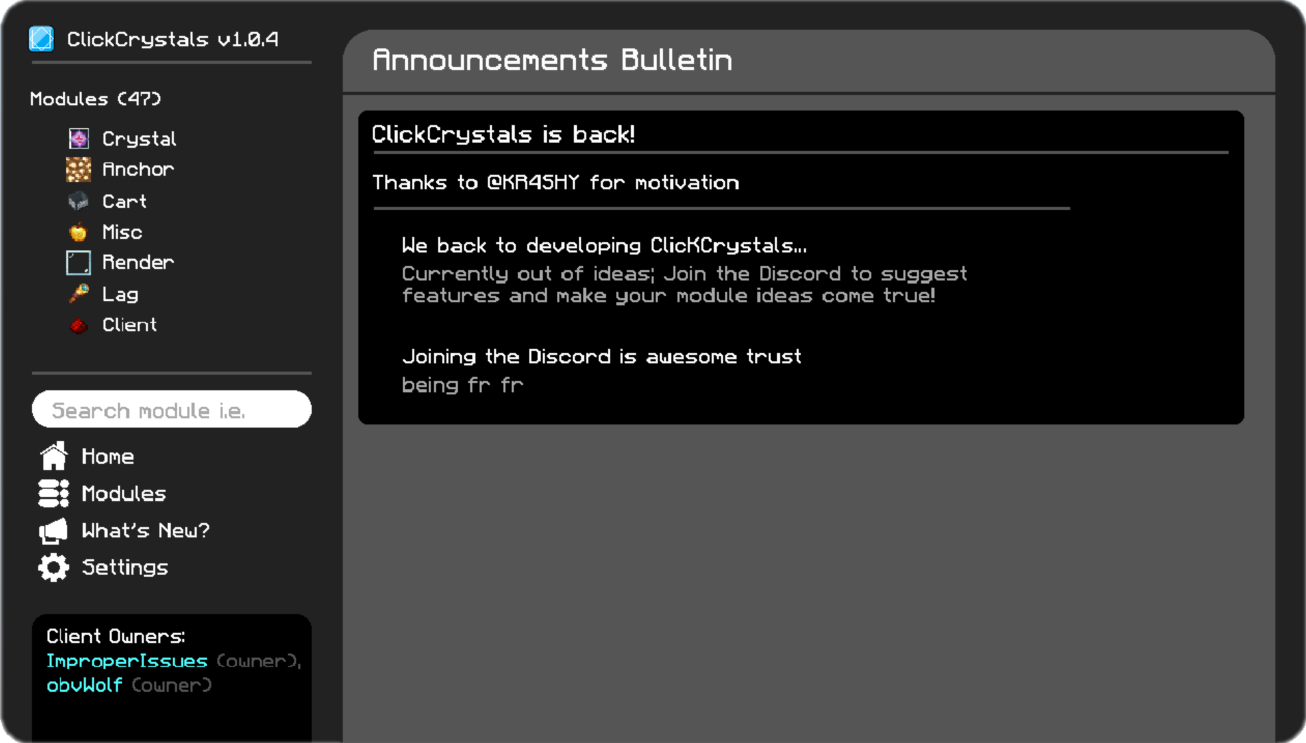 ClickCrystals v1.0.4
Modules (47)
Crystal
Anchor
Cart
Misc
Render
Lag
Client
Search module i.e.
Home
Modules
What's New?
Settings
Client Owners:
ImproperIssues (owner),
obvWolf (owner)
Announcements Bulletin
ClickCrystals is back!
Thanks to @KR4SHY for motivation
We back to developing ClicKCrystals...
Currently out of ideas; Join the Discord to suggest
features and make your module ideas come true!
Joining the Discord is awesome trust
being fr fr